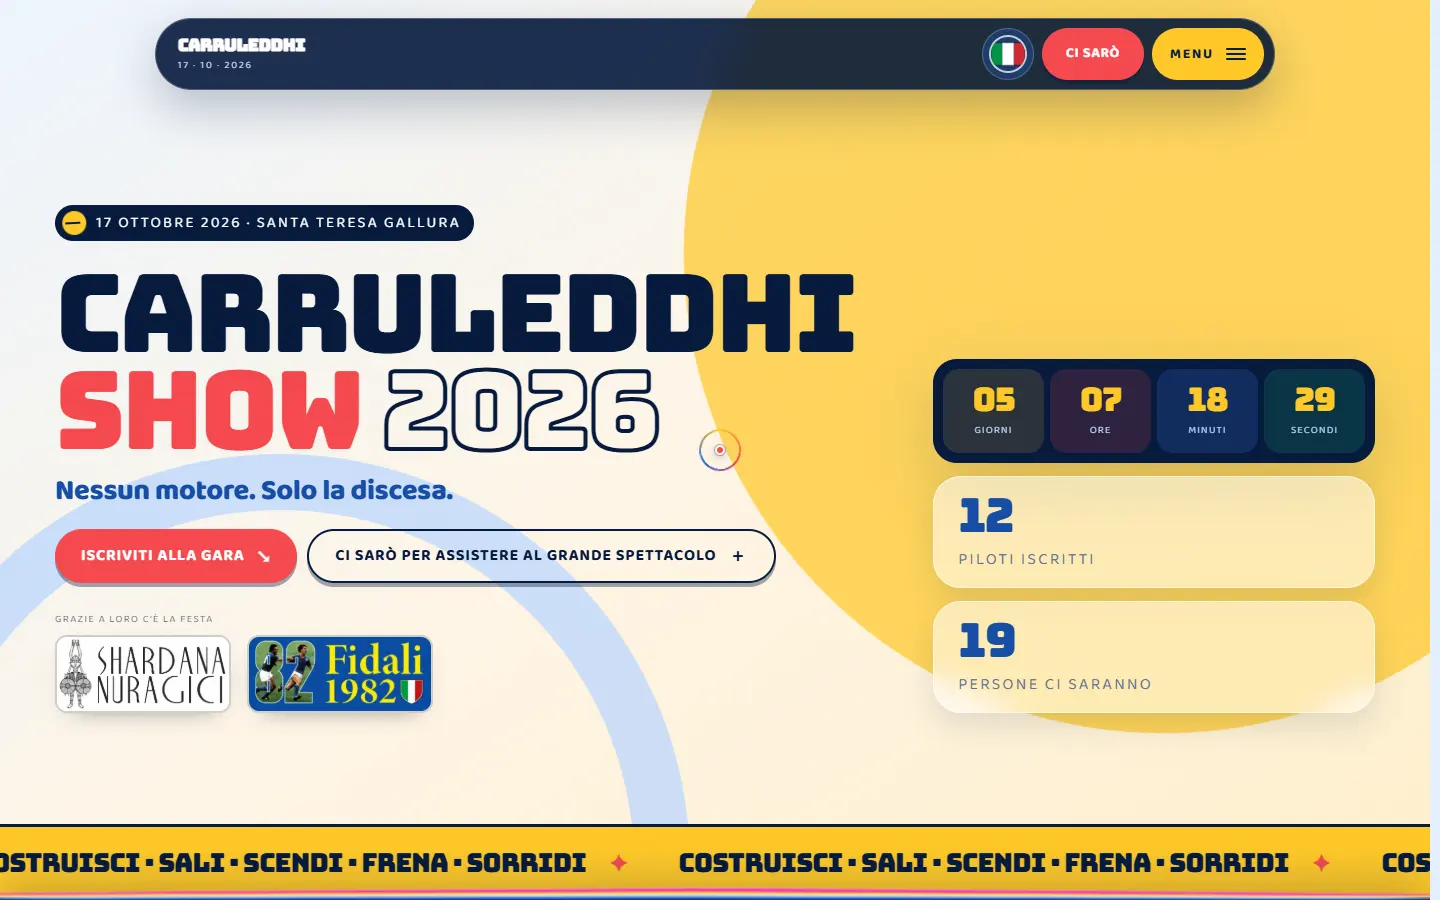 CARRULEDDHI
17 · 10 · 2026
CI SARÒ
MENU
17 OTTOBRE 2026 · SANTA TERESA GALLURA
CARRULEDDHI
SHOW 2026
Nessun motore. Solo la discesa.
ISCRIVITI ALLA GARA ↘
CI SARÒ PER ASSISTERE AL GRANDE SPETTACOLO +
GRAZIE A LORO C'È LA FESTA
SHARDANA
NURAGICI
82 Fidali
1982
05 07 18 29
GIORNI ORE MINUTI SECONDI
12
PILOTI ISCRITTI
19
PERSONE CI SARANNO
OSTRUISCI · SALI · SCENDI · FRENA · SORRIDI ✦ COSTRUISCI · SALI · SCENDI · FRENA · SORRIDI ✦ COS